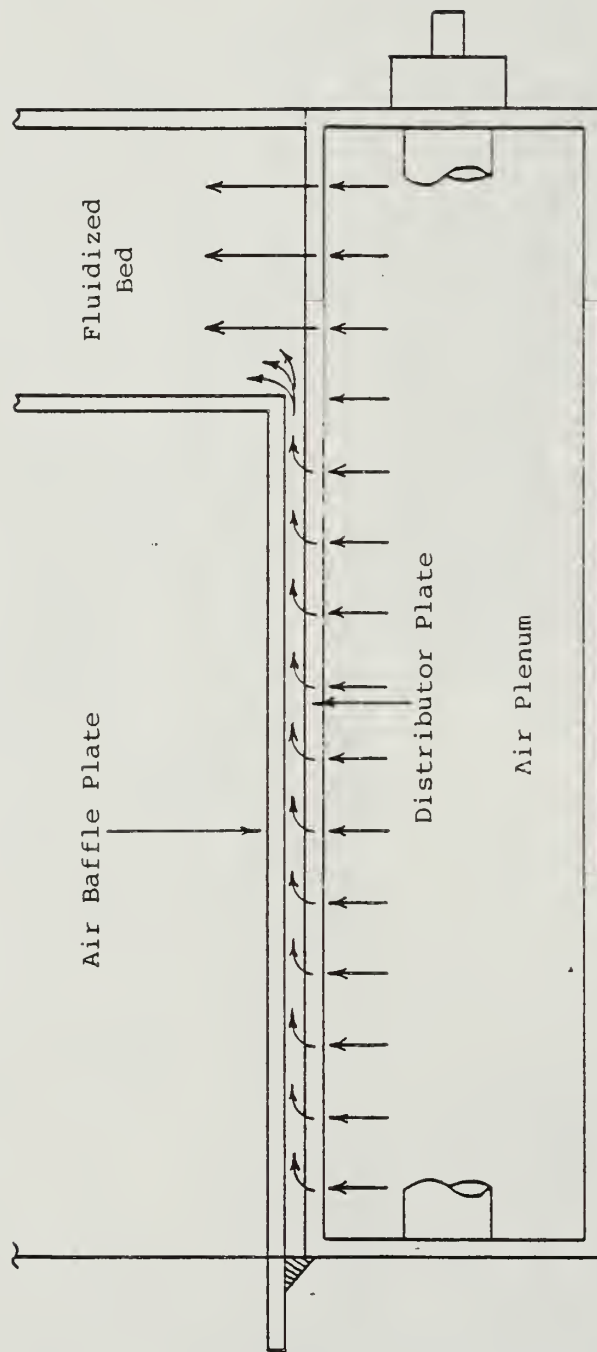 Fluidized
Bed
Air Baffle Plate
Distributor Plate
Air Plenum